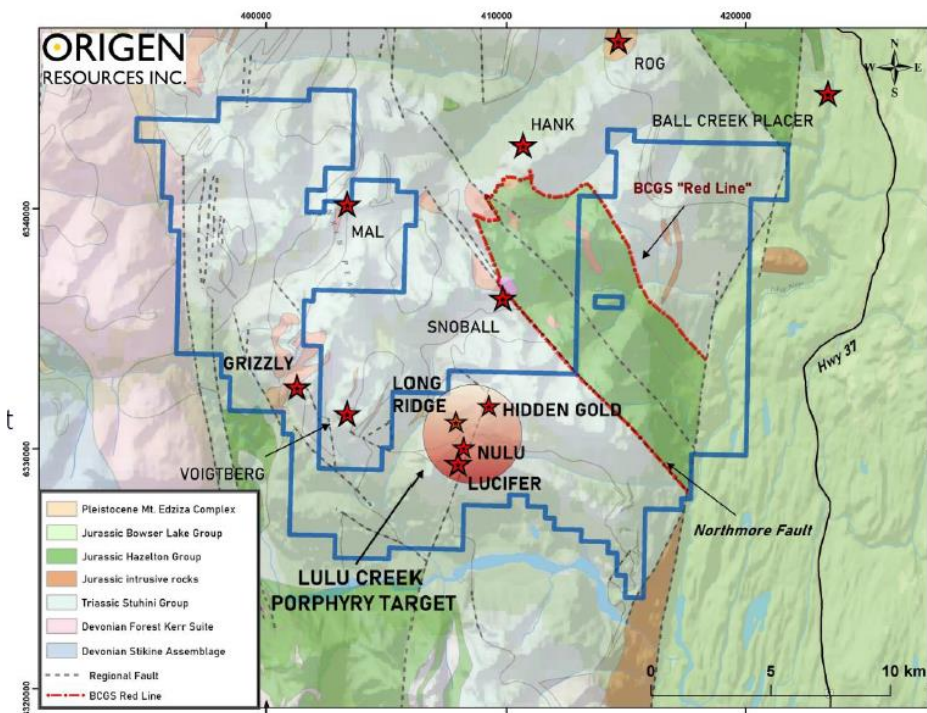 400000
410000
420000
ORIGEN
RESOURCES INC.
ROG
N
W E
S
HANK
BALL CREEK PLACER
BCGS "Red Line"
6340000
MAL
SNOBALL
Hwy 37
GRIZZLY
LONG
RIDGE
HIDDEN GOLD
NULU
LUCIFER
6330000
VOIGTBERG
Northmore Fault
LULU CREEK
PORPHYRY TARGET
Pleistocene Mt. Edziza Complex
Jurassic Bowser Lake Group
Jurassic Hazelton Group
Jurassic intrusive rocks
Triassic Stuhini Group
Devonian Forest Kerr Suite
Devonian Stikine Assemblage
Regional Fault
BCGS Red Line
0 5 10 km
6320000